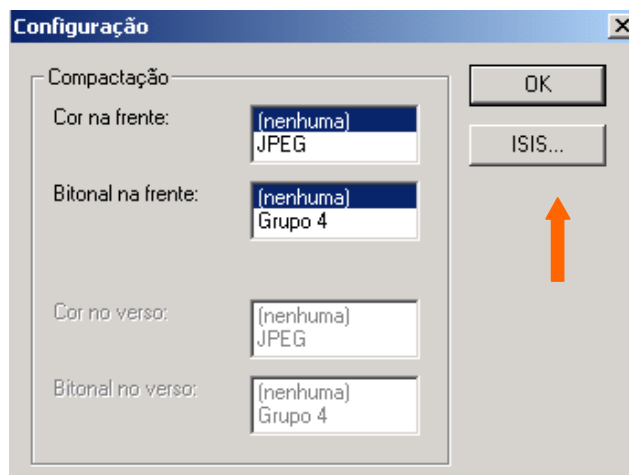 Configuração
Compactação
OK
Cor na frente:
(nenhuma)
JPEG
ISIS...
Bitonal na frente:
(nenhuma)
Grupo 4
Cor no verso:
(nenhuma)
JPEG
Bitonal no verso:
(nenhuma)
Grupo 4